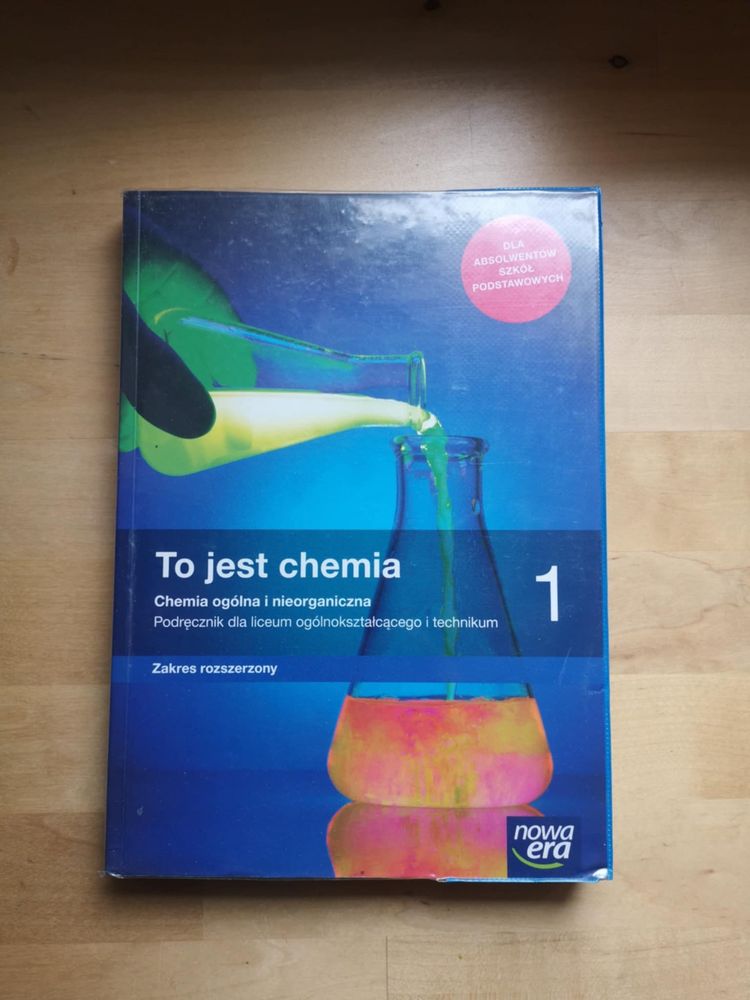 DLA
ABSOLWENTÓW
SZKÓŁ
PODSTAWOWYCH
To jest chemia
1
Chemia ogólna i nieorganiczna
Podręcznik dla liceum ogólnokształcącego i technikum
Zakres rozszerzony
nowa
era